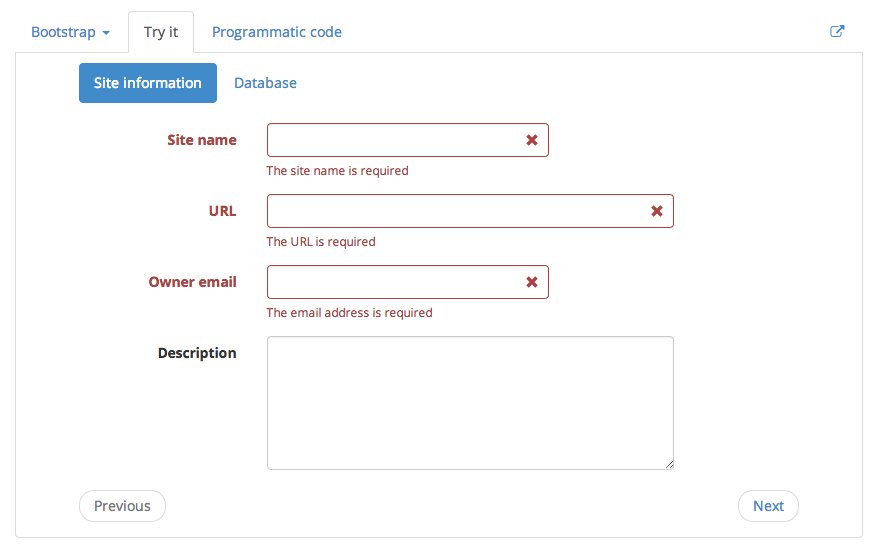 Bootstrap Try it Programmatic code
Site information Database
Site name
The site name is required
URL
The URL is required
Owner email
The email address is required
Description
Previous Next